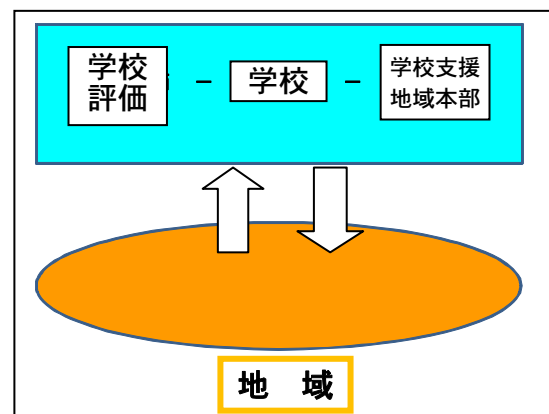 学校
評価
－ 学校 －
学校支援
地域本部
地 域